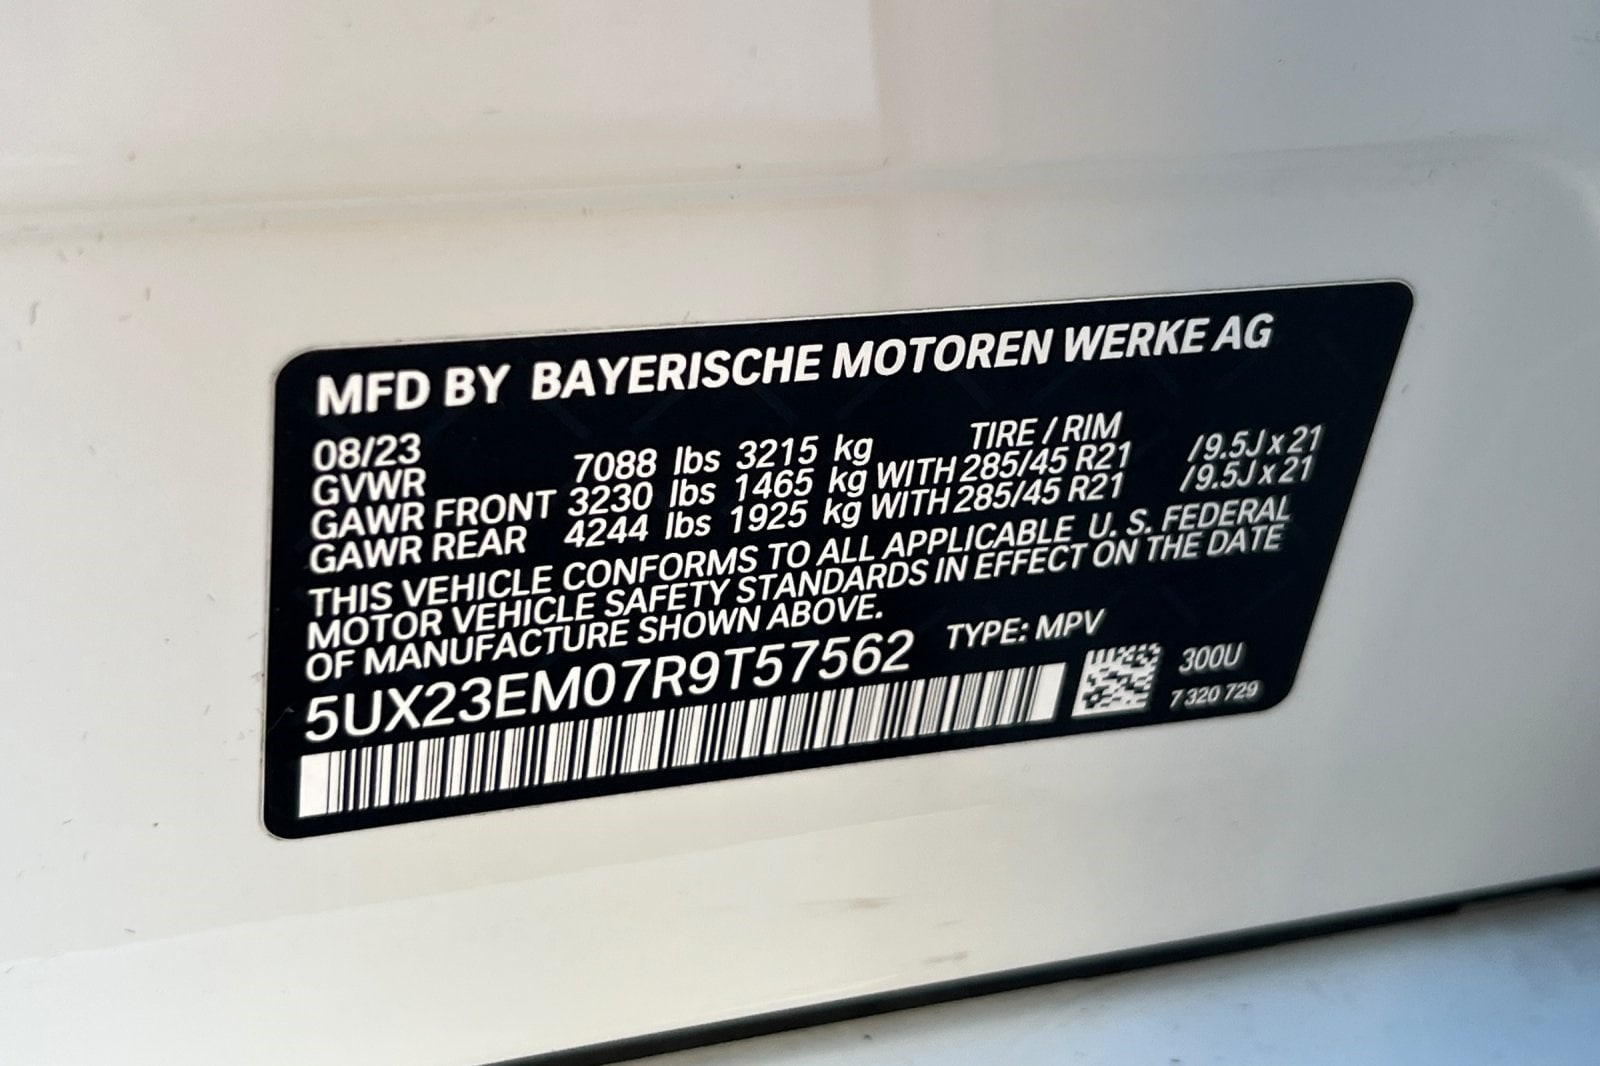 MFD BY BAYERISCHE MOTOREN WERKE AG
08/23 TIRE / RIM
GVWR 7088 lbs 3215 kg
GAWR FRONT 3230 lbs 1465 kg WITH 285/45 R21 /9.5J x 21
GAWR REAR 4244 lbs 1925 kg WITH 285/45 R21 /9.5J x 21
THIS VEHICLE CONFORMS TO ALL APPLICABLE U. S. FEDERAL
MOTOR VEHICLE SAFETY STANDARDS IN EFFECT ON THE DATE
OF MANUFACTURE SHOWN ABOVE.
5UX23EM07R9T57562 TYPE: MPV
300U
7 320 729